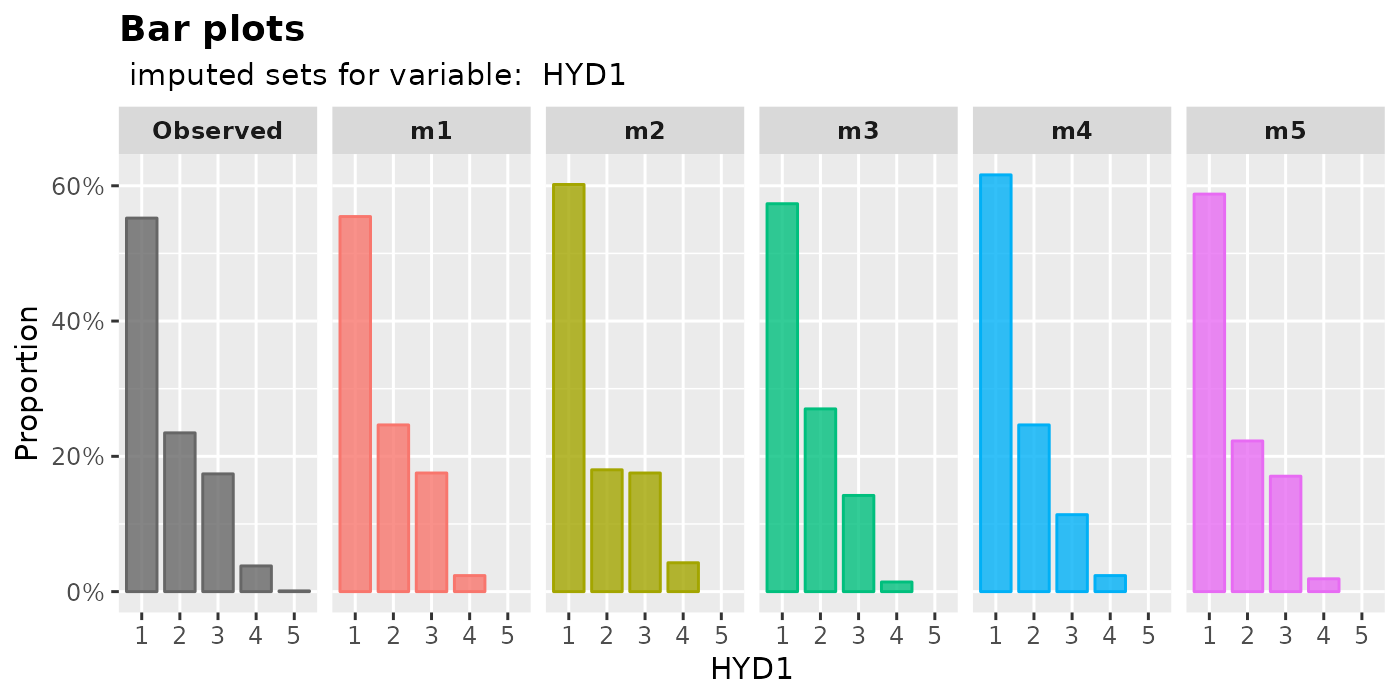 Bar plots
imputed sets for variable:  HYD1
Observed m1 m2 m3 m4 m5
60%
40%
20%
0%
Proportion
1 2 3 4 5 1 2 3 4 5 1 2 3 4 5 1 2 3 4 5 1 2 3 4 5 1 2 3 4 5
HYD1